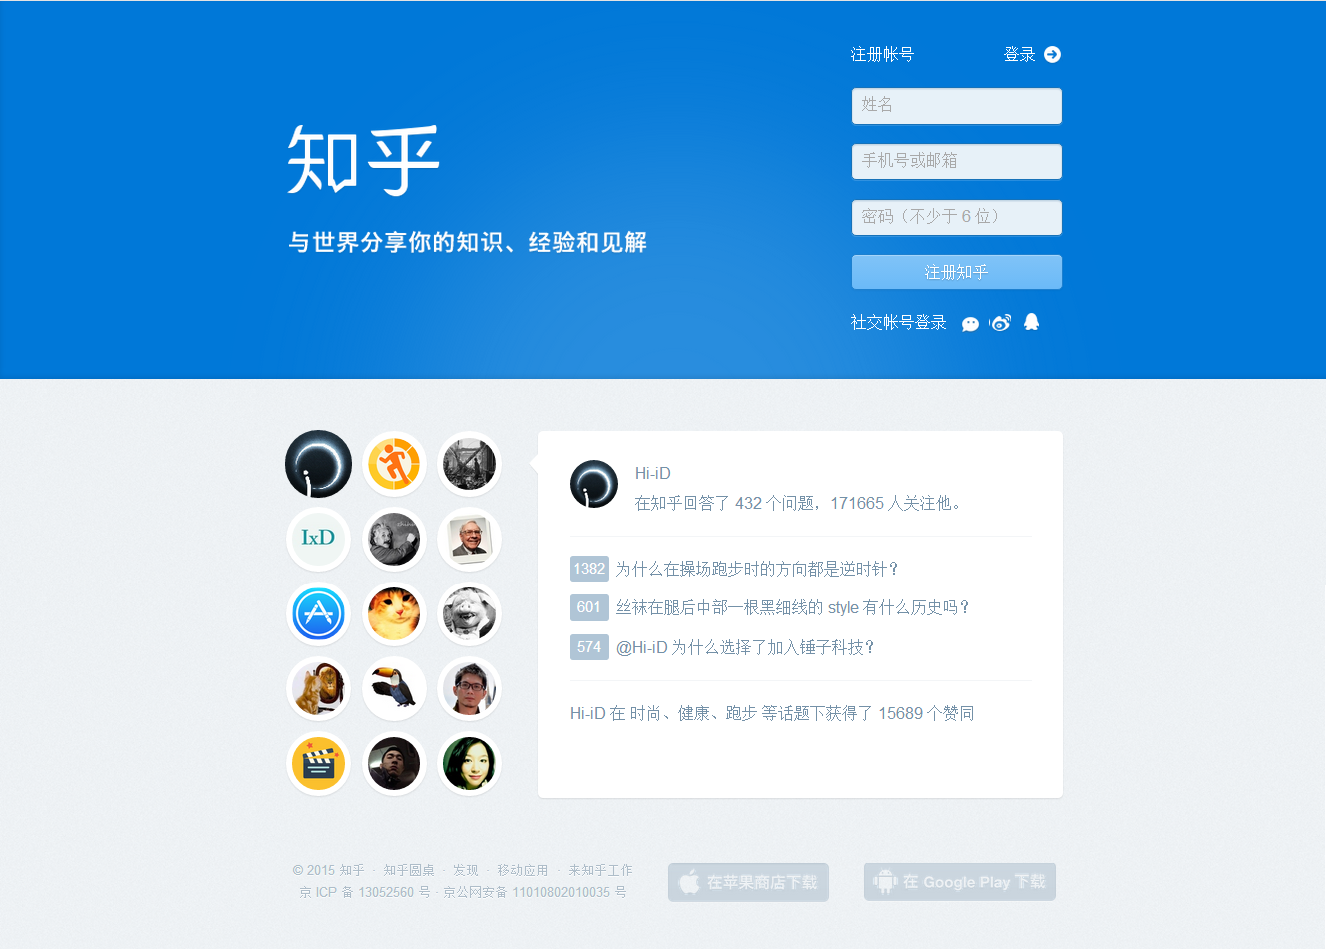 注册帐号 登录
姓名
知乎
手机号或邮箱
密码（不少于 6 位）
与世界分享你的知识、经验和见解
注册知乎
社交帐号登录
Hi-iD
在知乎回答了 432 个问题，171665 人关注他。
IxD
1382 为什么在操场跑步时的方向都是逆时针？
601 丝袜在腿后中部一根黑细线的 style 有什么历史吗？
574 @Hi-iD 为什么选择了加入锤子科技？
Hi-iD 在 时尚、健康、跑步 等话题下获得了 15689 个赞同
© 2015 知乎 · 知乎圆桌 · 发现 · 移动应用 · 来知乎工作
京 ICP 备 13052560 号 · 京公网安备 11010802010035 号
在苹果商店下载
在 Google Play 下载